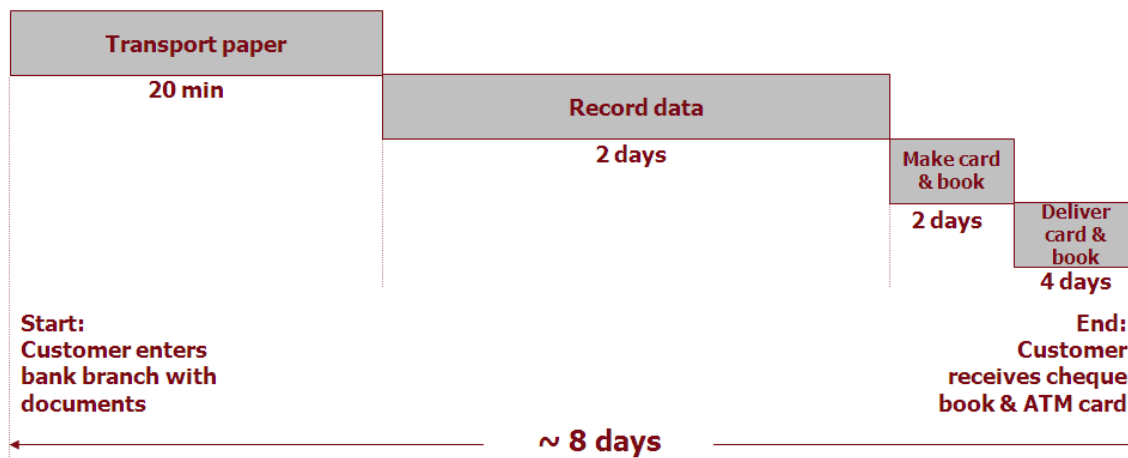 Transport paper
20 min
Record data
2 days
Make card
& book
2 days
Deliver
card &
book
4 days
Start:
Customer enters
bank branch with
documents
End:
Customer
receives cheque
book & ATM card
~ 8 days